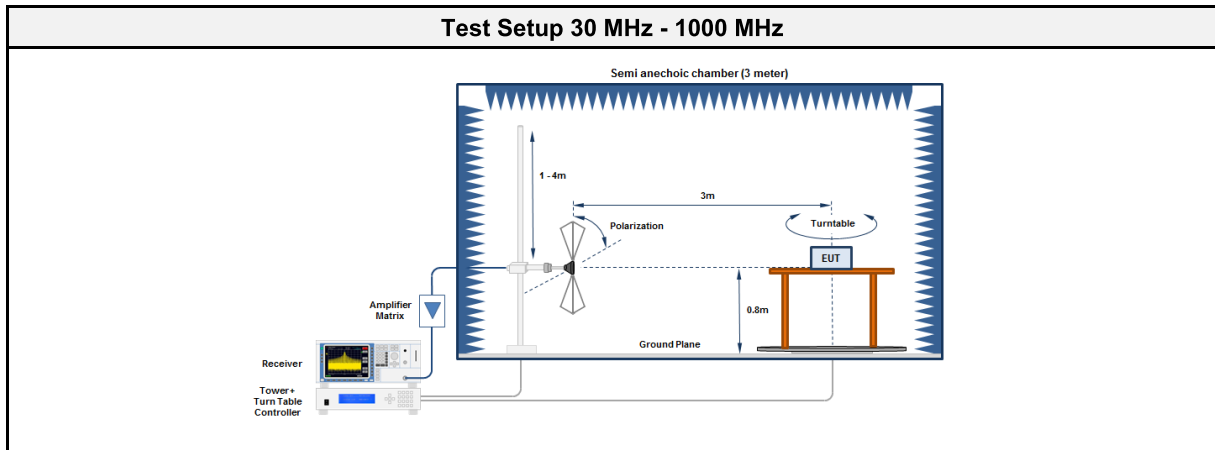 Test Setup 30 MHz - 1000 MHz
Semi anechoic chamber (3 meter)
1 - 4m
3m
Polarization
Turntable
EUT
Amplifier
Matrix
0.8m
Ground Plane
Receiver
Tower+
Turn Table
Controller